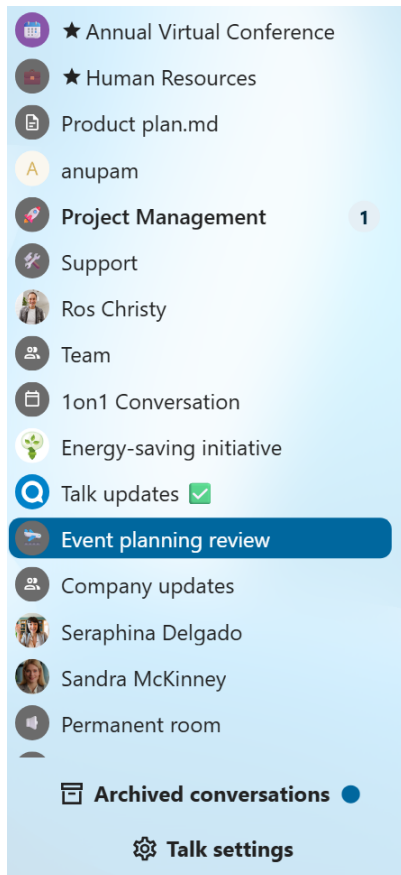 ★ Annual Virtual Conference
★ Human Resources
Product plan.md
A anupam
Project Management 1
Support
Ros Christy
Team
1on1 Conversation
Energy-saving initiative
Talk updates ✅
Event planning review
Company updates
Seraphina Delgado
Sandra McKinney
Permanent room
Archived conversations
Talk settings